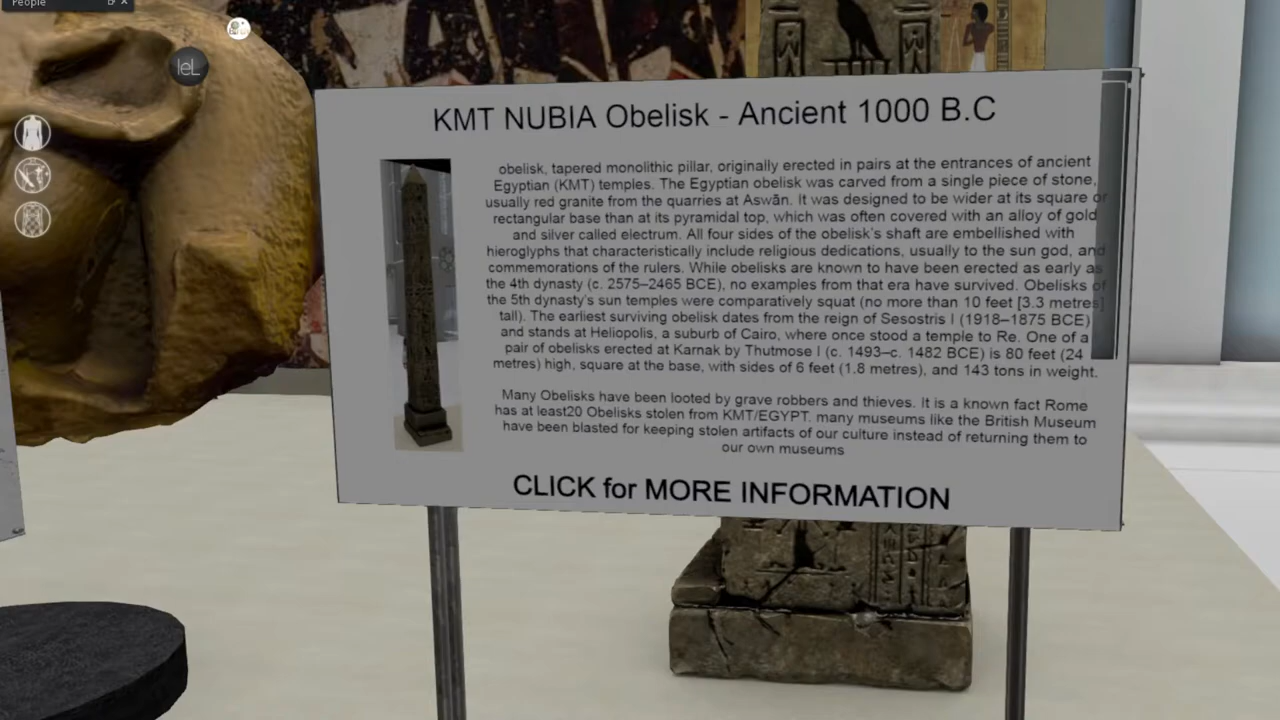 People
leL
KMT NUBIA Obelisk - Ancient 1000 B.C
obelisk, tapered monolithic pillar, originally erected in pairs at the entrances of ancient
Egyptian (KMT) temples. The Egyptian obelisk was carved from a single piece of stone,
usually red granite from the quarries at Aswān. It was designed to be wider at its square or
rectangular base than at its pyramidal top, which was often covered with an alloy of gold
and silver called electrum. All four sides of the obelisk's shaft are embellished with
hieroglyphs that characteristically include religious dedications, usually to the sun god, and
commemorations of the rulers. While obelisks are known to have been erected as early as
the 4th dynasty (c. 2575–2465 BCE), no examples from that era have survived. Obelisks of
the 5th dynasty's sun temples were comparatively squat (no more than 10 feet [3.3 metres]
tall). The earliest surviving obelisk dates from the reign of Sesostris I (1918–1875 BCE)
and stands at Heliopolis, a suburb of Cairo, where once stood a temple to Re. One of a
pair of obelisks erected at Karnak by Thutmose I (c. 1493–c. 1482 BCE) is 80 feet (24
metres) high, square at the base, with sides of 6 feet (1.8 metres), and 143 tons in weight.
Many Obelisks have been looted by grave robbers and thieves. It is a known fact Rome
has at least20 Obelisks stolen from KMT/EGYPT. many museums like the British Museum
have been blasted for keeping stolen artifacts of our culture instead of returning them to
our own museums
CLICK for MORE INFORMATION